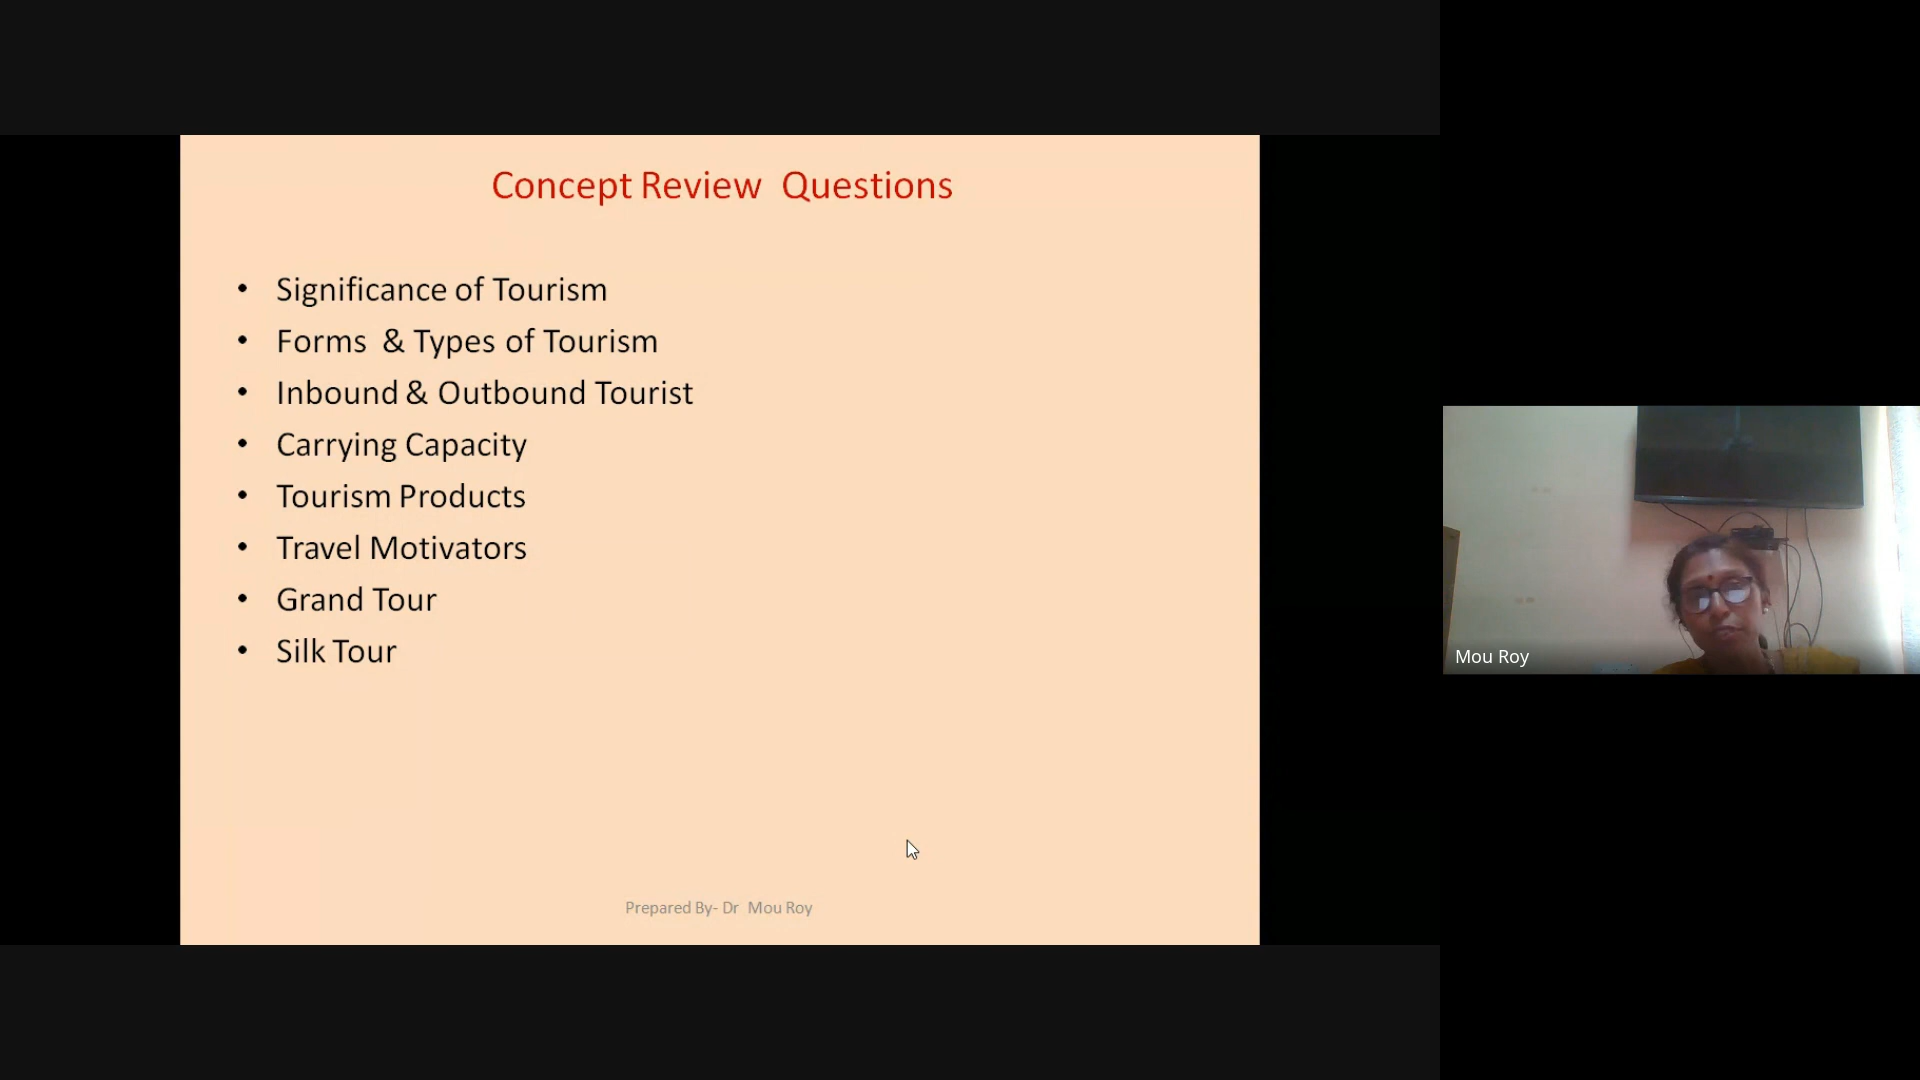 Concept Review Questions
• Significance of Tourism
• Forms & Types of Tourism
• Inbound & Outbound Tourist
• Carrying Capacity
• Tourism Products
• Travel Motivators
• Grand Tour
• Silk Tour
Prepared By- Dr Mou Roy
Mou Roy